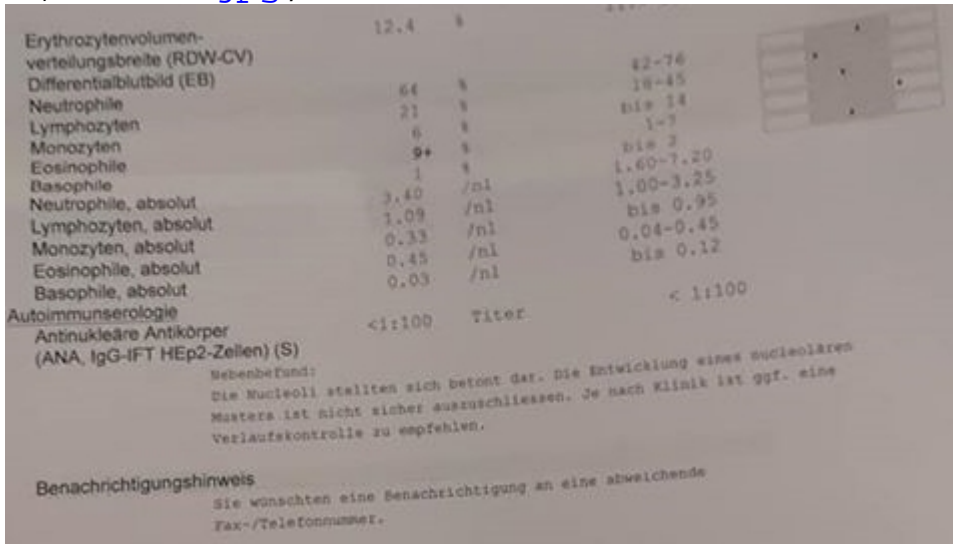 Erythrozytenvolumen- 12.4 %
verteilungsbreite (RDW-CV)
Differentialblutbild (EB)
Neutrophile 64 % 42-76
Lymphozyten 21 % 18-45
Monozyten 6 % bis 14
Eosinophile 9+ % 1-7
Basophile 1 % bis 2
Neutrophile, absolut 3.40 /nl 1.60-7.20
Lymphozyten, absolut 1.09 /nl 1.00-3.25
Monozyten, absolut 0.33 /nl bis 0.95
Eosinophile, absolut 0.45 /nl 0.04-0.45
Basophile, absolut 0.03 /nl bis 0.12
Autoimmunserologie
Antinukleäre Antikörper <1:100 Titer < 1:100
(ANA, IgG-IFT HEp2-Zellen) (S)
Nebenbefund:
Die Nucleoli stellten sich betont dar. Die Entwicklung eines nucleolären
Musters ist nicht sicher auszuschliessen. Je nach Klinik ist ggf. eine
Verlaufskontrolle zu empfehlen.
Benachrichtigungshinweis
Sie wünschten eine Benachrichtigung an eine abweichende
Fax-/Telefonnummer.